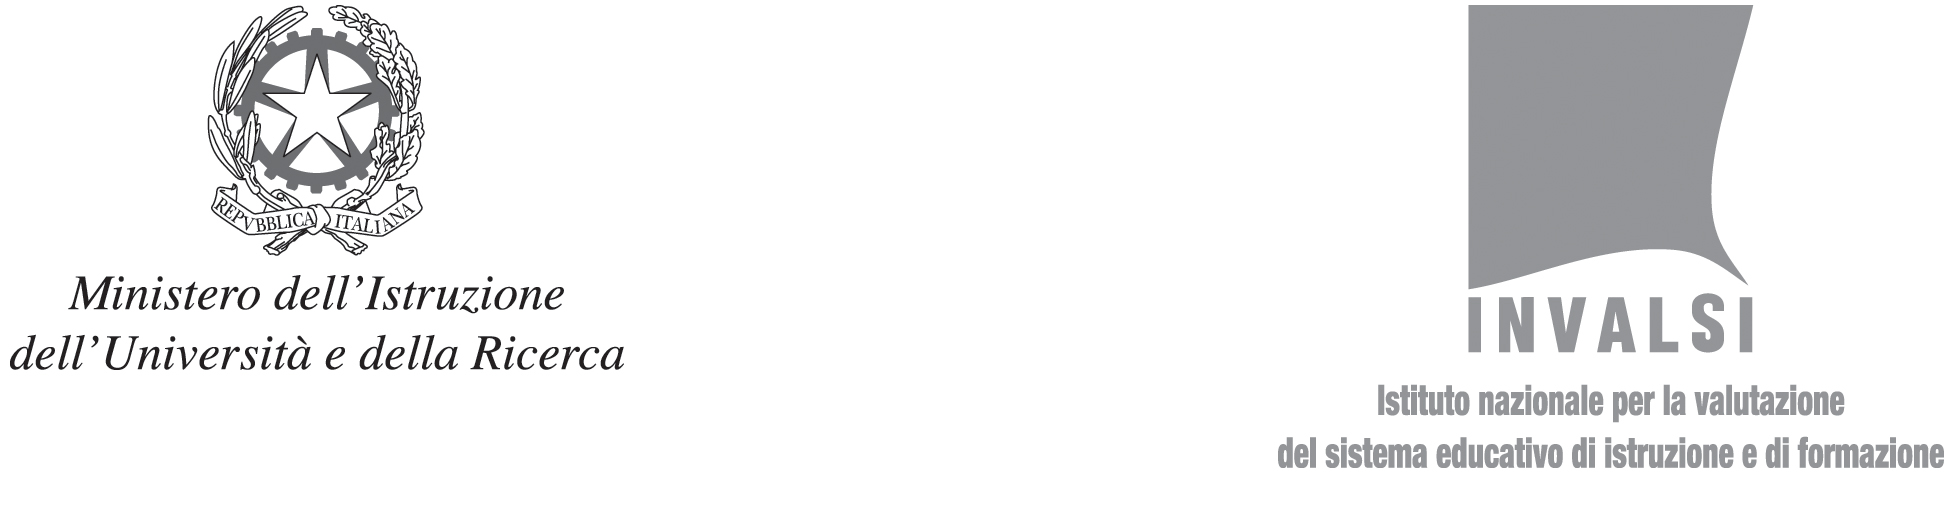 REPVBBLICA ITALIANA
Ministero dell’Istruzione
dell’Università e della Ricerca
INVALSI
Istituto nazionale per la valutazione
del sistema educativo di istruzione e di formazione